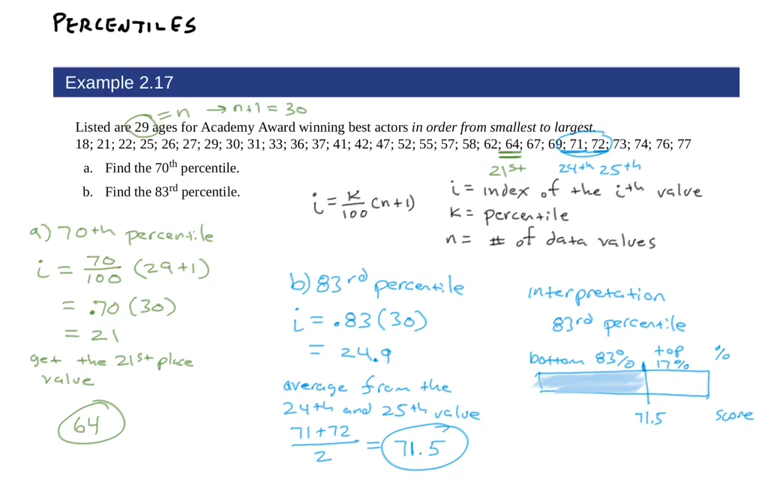 PERCENTILES
Example 2.17
= n → n+1 = 30
Listed are 29 ages for Academy Award winning best actors in order from smallest to largest.
18; 21; 22; 25; 26; 27; 29; 30; 31; 33; 36; 37; 41; 42; 47; 52; 55; 57; 58; 62; 64; 67; 69; 71; 72; 73; 74; 76; 77
21st 24th 25th
a. Find the 70th percentile.
b. Find the 83rd percentile.
i = k/100 (n+1)
i = index of the ith value
k = percentile
n = # of data values
a) 70th percentile
i = 70/100 (29+1)
= .70 (30)
= 21
get the 21st place
value
64
b) 83rd percentile
i = .83 (30)
= 24.9
average from the
24th and 25th value
71+72/2 = 71.5
Interpretation
83rd percentile
bottom 83% top 17% %
71.5 score